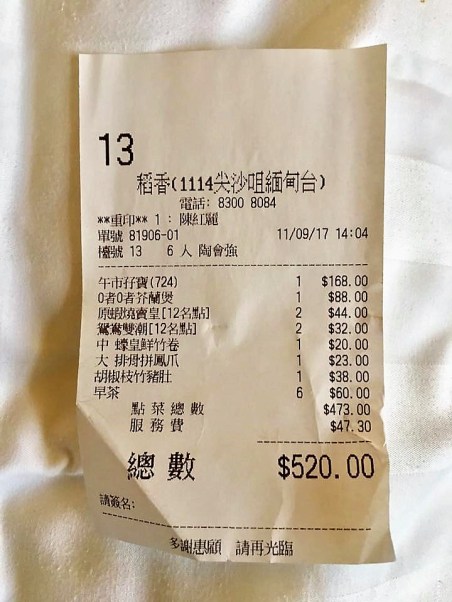 13
稻香(1114尖沙咀緬甸台)
電話: 8300 8084
**重印** 1 : 陳紅麗
單號 81906-01 11/09/17 14:04
檯號 13 6 人 陶會強
午市孖寶(724) 1 $168.00
0者0者芥蘭煲 1 $88.00
原蝦燒賣皇[12名點] 2 $44.00
鴛鴦雙潮[12名點] 2 $32.00
中 蠔皇鮮竹卷 1 $20.00
大 排骨拼鳳爪 1 $23.00
胡椒枝竹豬肚 1 $38.00
早茶 6 $60.00
點菜總數 $473.00
服務費 $47.30
總數 $520.00
請簽名:
多謝惠顧 請再光臨